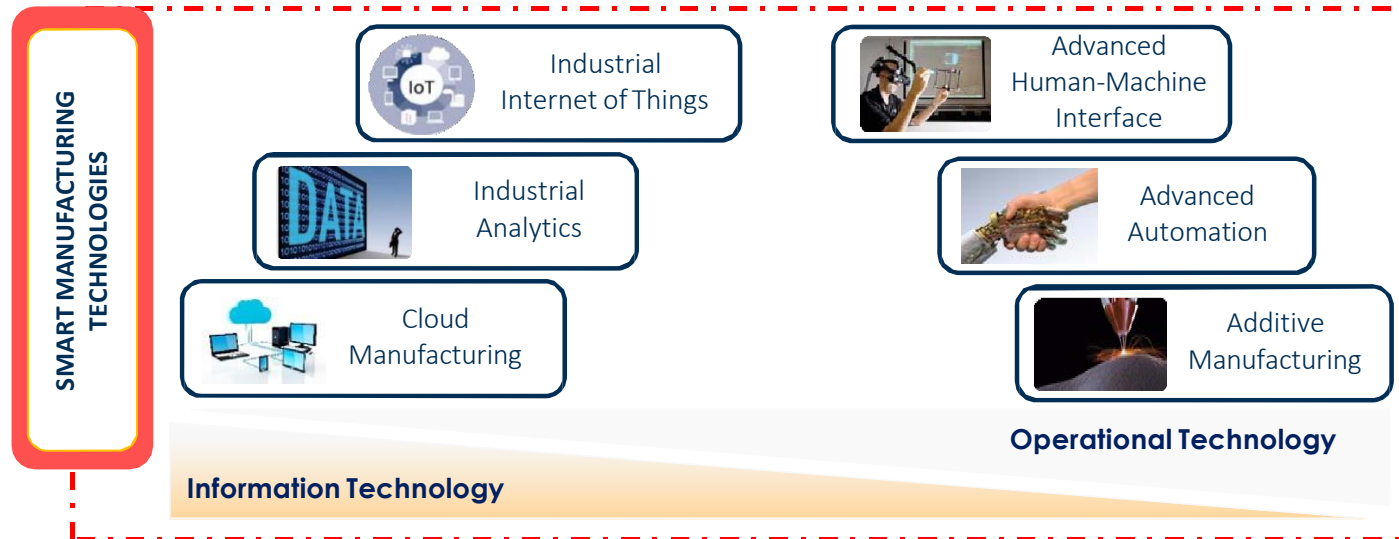 SMART MANUFACTURING
TECHNOLOGIES
IoT
Industrial
Internet of Things
Advanced
Human-Machine
Interface
DATA
Industrial
Analytics
Advanced
Automation
Cloud
Manufacturing
Additive
Manufacturing
Operational Technology
Information Technology